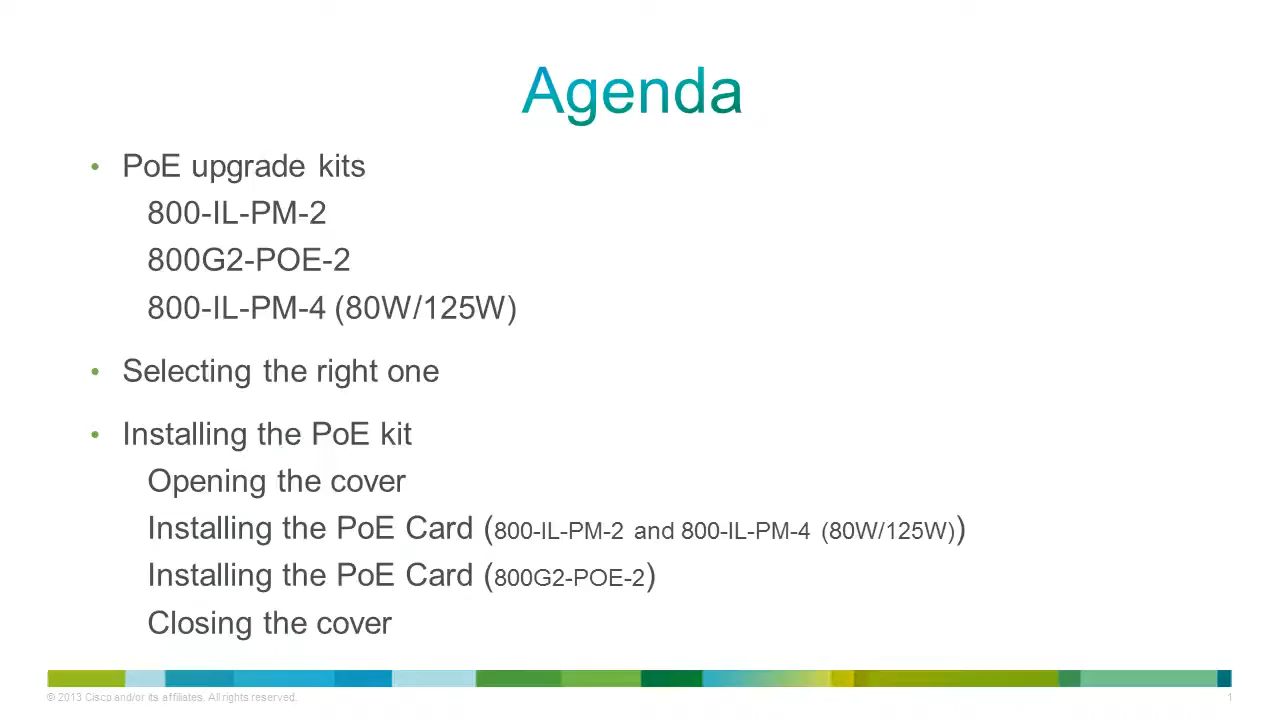 Agenda
• PoE upgrade kits
800-IL-PM-2
800G2-POE-2
800-IL-PM-4 (80W/125W)
• Selecting the right one
• Installing the PoE kit
Opening the cover
Installing the PoE Card (800-IL-PM-2 and 800-IL-PM-4 (80W/125W))
Installing the PoE Card (800G2-POE-2)
Closing the cover
© 2013 Cisca and/or its affiliates. All rights reserved.
1